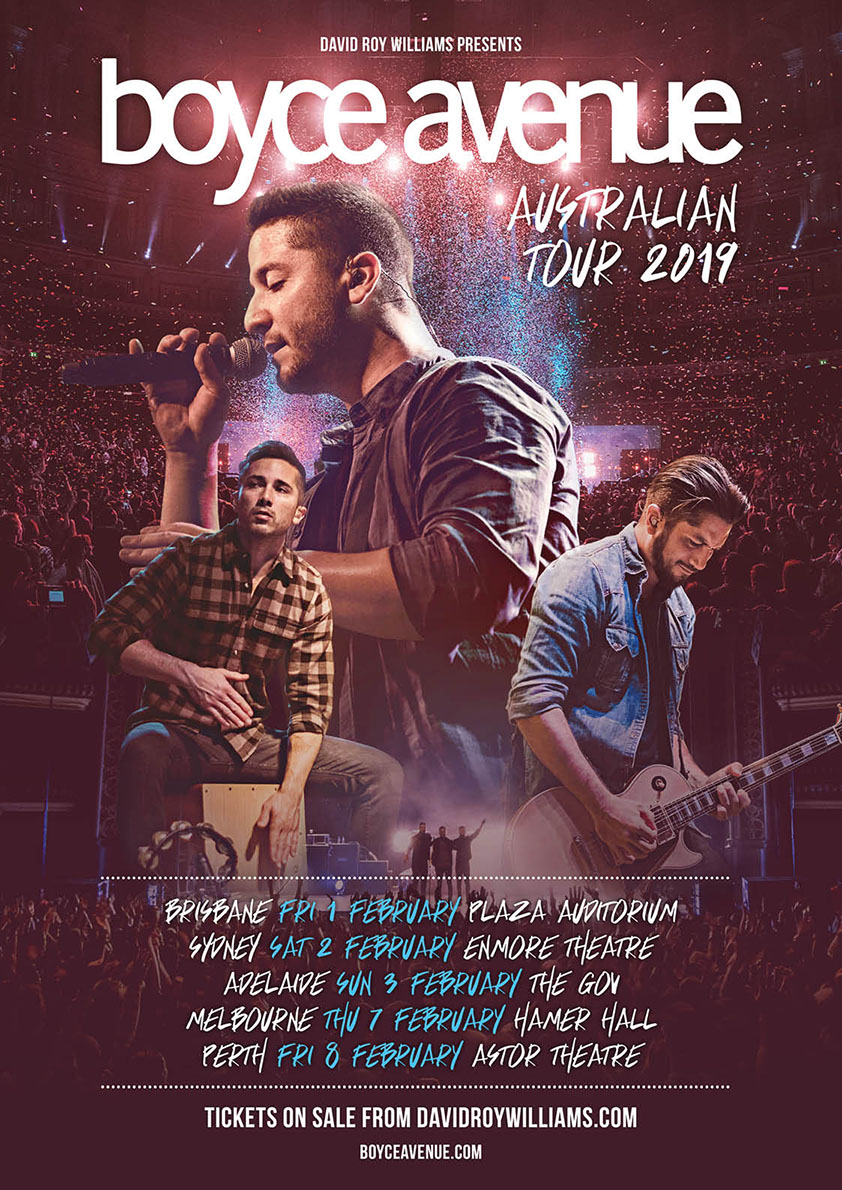 DAVID ROY WILLIAMS PRESENTS
boyce avenue
AUSTRALIAN
TOUR 2019
BRISBANE FRI 1 FEBRUARY PLAZA AUDITORIUM
SYDNEY SAT 2 FEBRUARY ENMORE THEATRE
ADELAIDE SUN 3 FEBRUARY THE GOV
MELBOURNE THU 7 FEBRUARY HAMER HALL
PERTH FRI 8 FEBRUARY ASTOR THEATRE
TICKETS ON SALE FROM DAVIDROYWILLIAMS.COM
BOYCEAVENUE.COM